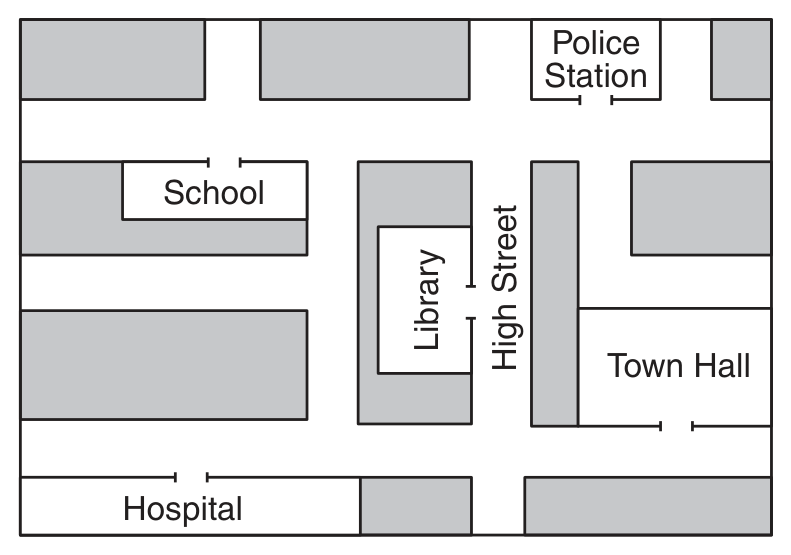 Police
Station
School
Library
High Street
Town Hall
Hospital